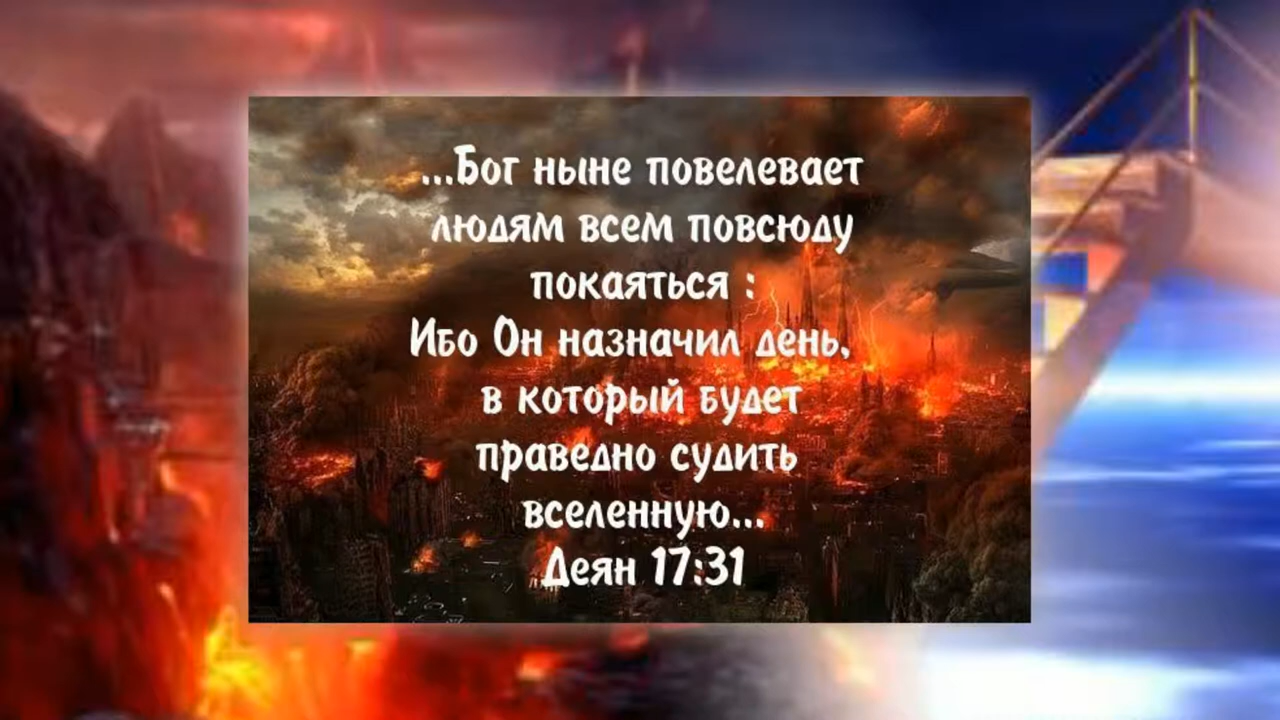 ...Бог ныне повелевает
людям всем повсюду
покаяться :
Ибо Он назначил день,
в который будет
праведно судить
вселенную...
Деян 17:31